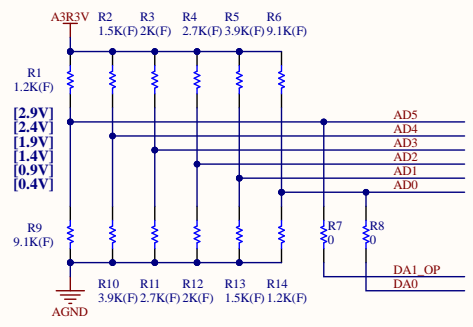 A3R3V
R2 R3 R4 R5 R6
1.5K(F) 2K(F) 2.7K(F) 3.9K(F) 9.1K(F)
R1
1.2K(F)
[2.9V] AD5
[2.4V] AD4
[1.9V] AD3
[1.4V] AD2
[0.9V] AD1
[0.4V] AD0
R9 R7 R8
9.1K(F) 0 0
DA1_OP
R10 R11 R12 R13 R14 DA0
3.9K(F) 2.7K(F) 2K(F) 1.5K(F) 1.2K(F)
AGND